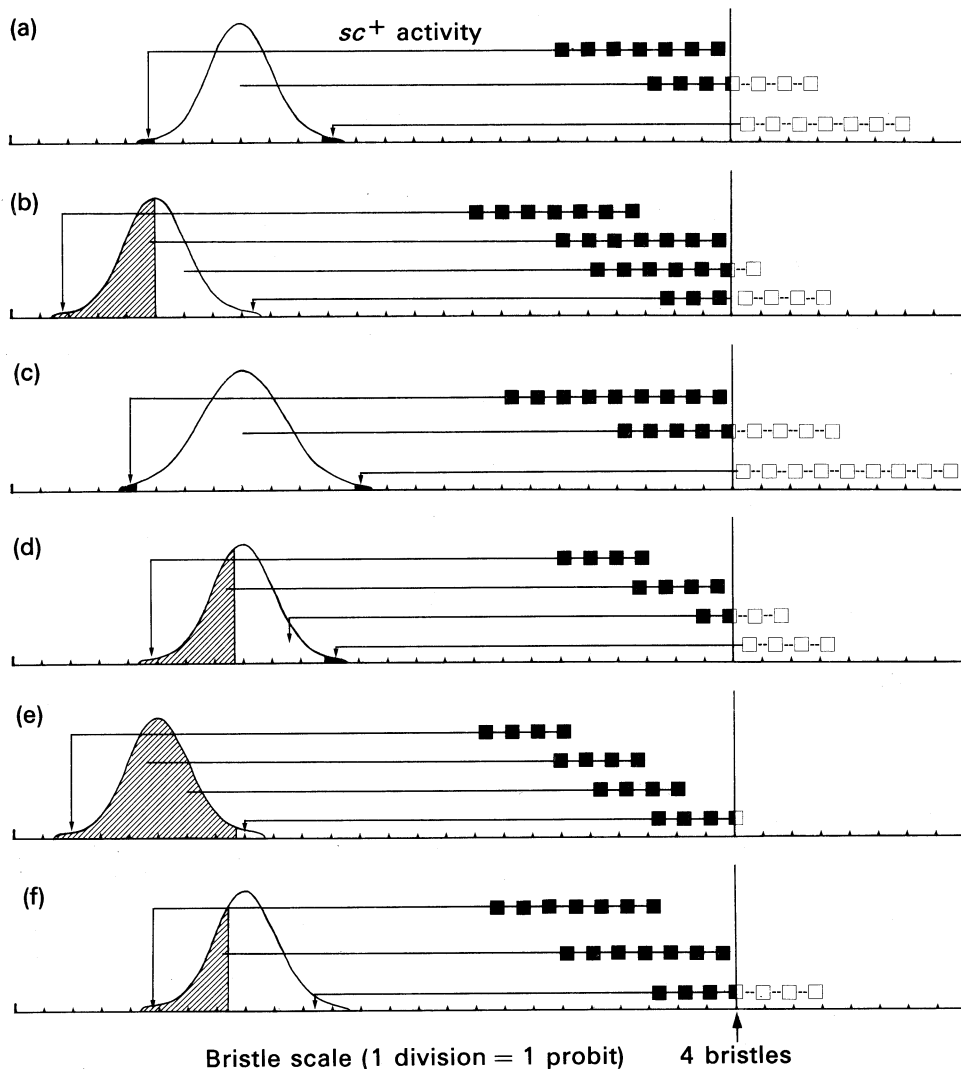 (a)
sc+ activity
(b)
(c)
(d)
(e)
(f)
Bristle scale (1 division = 1 probit)
4 bristles